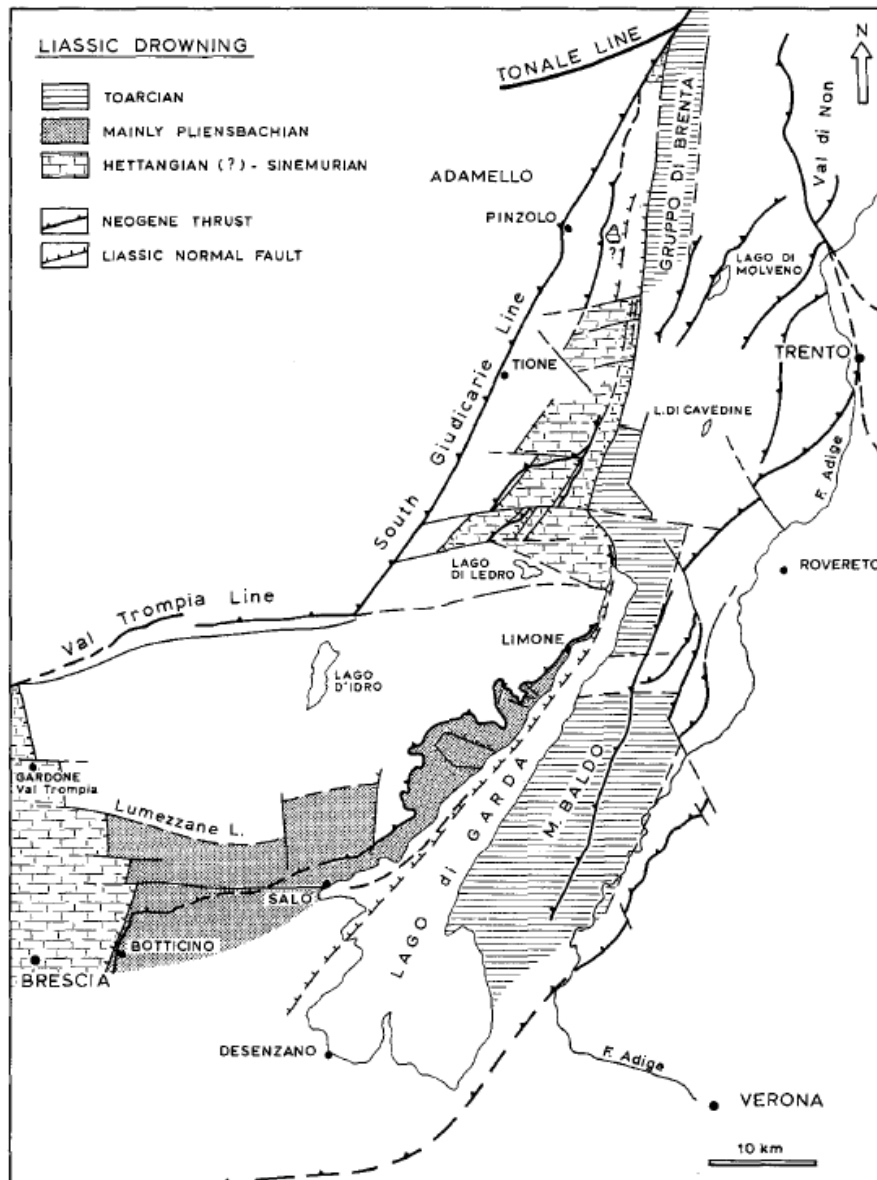 LIASSIC DROWNING
TOARCIAN
MAINLY PLIENSBACHIAN
HETTANGIAN (?) - SINEMURIAN
NEOGENE THRUST
LIASSIC NORMAL FAULT
TONALE LINE
N
Val di Non
GRUPPO DI BRENTA
ADAMELLO
PINZOLO
?
LAGO DI
MOLVENO
South Giudicarie Line
TIONE
TRENTO
L. DI CAVEDINE
F. Adige
LAGO
DI LEDRO
ROVERETO
Val Trompia Line
LIMONE
LAGO
D'IDRO
GARDONE
Val Trompia
Lumezzane L.
M. BALDO
LAGO di GARDA
SALO'
BOTTICINO
BRESCIA
DESENZANO
F. Adige
VERONA
10 km